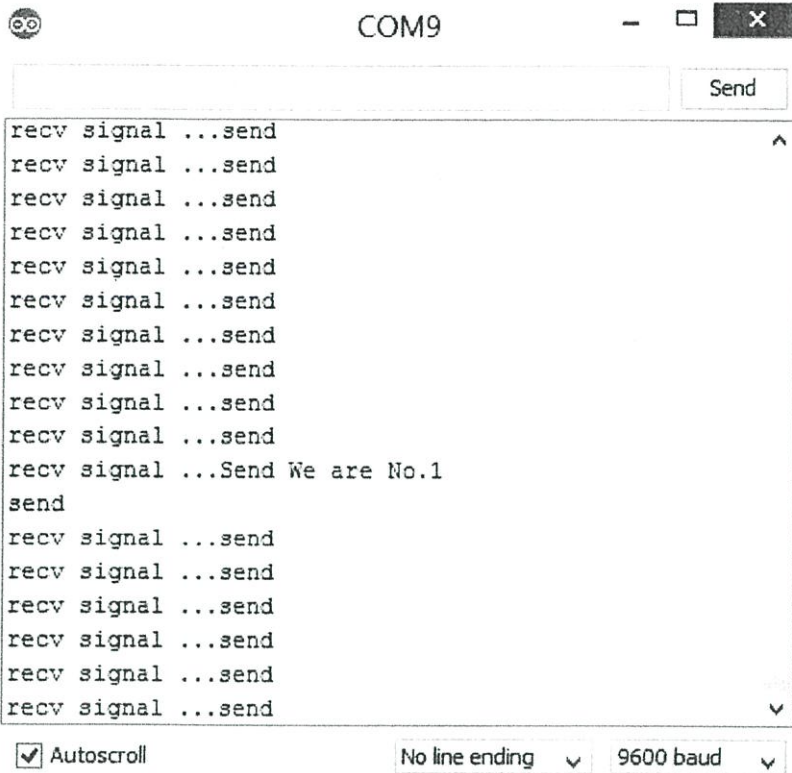 COM9
Send
recv signal ...send
recv signal ...send
recv signal ...send
recv signal ...send
recv signal ...send
recv signal ...send
recv signal ...send
recv signal ...send
recv signal ...send
recv signal ...send
recv signal ...Send We are No.1
send
recv signal ...send
recv signal ...send
recv signal ...send
recv signal ...send
recv signal ...send
recv signal ...send
Autoscroll No line ending 9600 baud